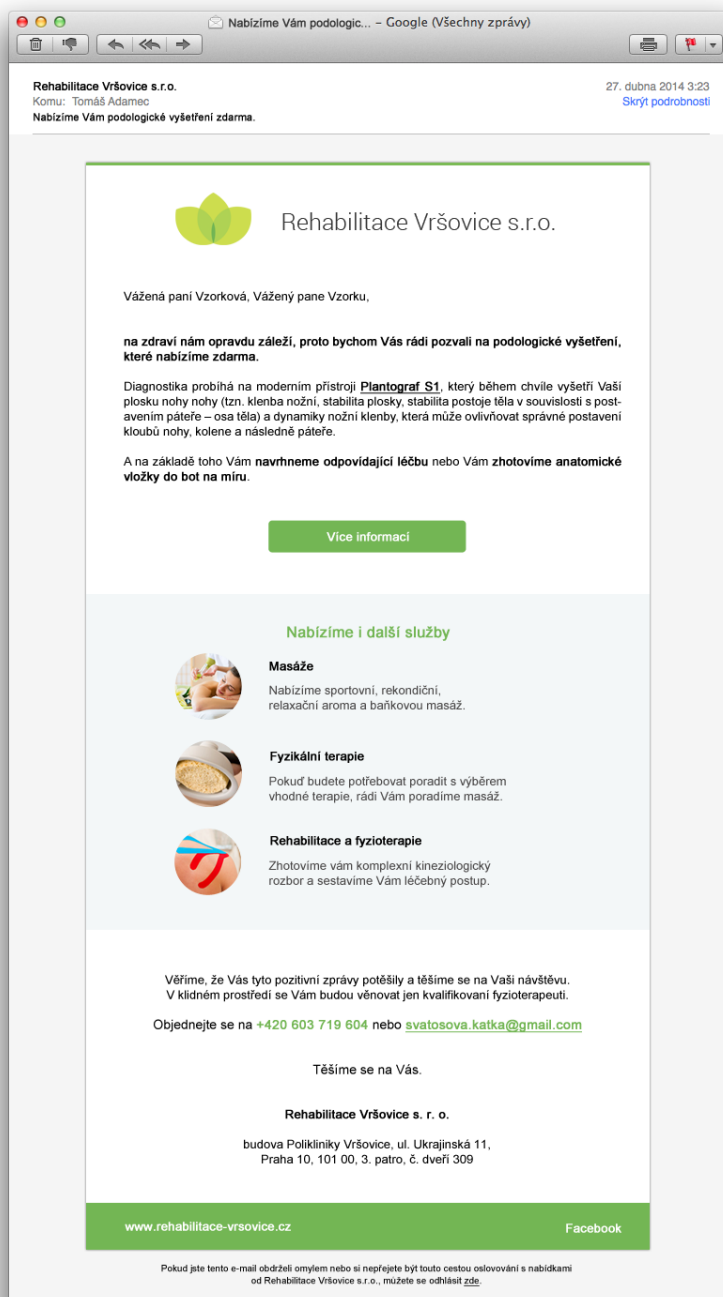 Nabízíme Vám podologic... – Google (Všechny zprávy)
Rehabilitace Vršovice s.r.o.
27. dubna 2014 3:23
Komu: Tomáš Adamec
Skrýt podrobnosti
Nabízíme Vám podologické vyšetření zdarma.
Rehabilitace Vršovice s.r.o.
Vážená paní Vzorková, Vážený pane Vzorku,
na zdraví nám opravdu záleží, proto bychom Vás rádi pozvali na podologické vyšetření,
které nabízíme zdarma.
Diagnostika probíhá na moderním přístroji Plantograf S1, který během chvíle vyšetří Vaší
plosku nohy nohy (tzn. klenba nožní, stabilita plosky, stabilita postoje těla v souvislosti s post-
avením páteře – osa těla) a dynamiky nožní klenby, která může ovlivňovat správné postavení
kloubů nohy, kolene a následně páteře.
A na základě toho Vám navrhneme odpovídající léčbu nebo Vám zhotovíme anatomické
vložky do bot na míru.
Více informací
Nabízíme i další služby
Masáže
Nabízíme sportovní, rekondiční,
relaxační aroma a baňkovou masáž.
Fyzikální terapie
Pokuď budete potřebovat poradit s výběrem
vhodné terapie, rádi Vám poradíme masáž.
Rehabilitace a fyzioterapie
Zhotovíme vám komplexní kineziologický
rozbor a sestavíme Vám léčebný postup.
Věříme, že Vás tyto pozitivní zprávy potěšily a těšíme se na Vaši návštěvu.
V klidném prostředí se Vám budou věnovat jen kvalifikovaní fyzioterapeuti.
Objednejte se na +420 603 719 604 nebo svatosova.katka@gmail.com
Těšíme se na Vás.
Rehabilitace Vršovice s. r. o.
budova Polikliniky Vršovice, ul. Ukrajinská 11,
Praha 10, 101 00, 3. patro, č. dveří 309
www.rehabilitace-vrsovice.cz
Facebook
Pokud jste tento e-mail obdrželi omylem nebo si nepřejete být touto cestou oslovování s nabídkami
od Rehabilitace Vršovice s.r.o., můžete se odhlásit zde.